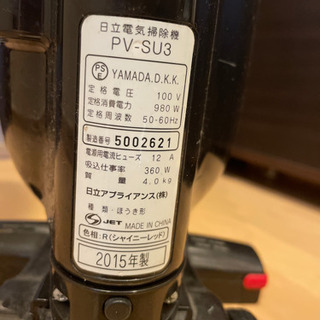 日立電気掃除機
PV-SU3
PS
E YAMADA.D.K.K.
定格電圧 100 V
定格消費電力 980 W
定格周波数 50-60Hz
製造番号 5002621
電源用電流ヒューズ 12 A
吸込仕事率 360 W
質量 4.0kg
日立アプライアンス(株)
種類・ほうき形
S JET MADE IN CHINA
色相:R(シャイニーレッド)
2015年製